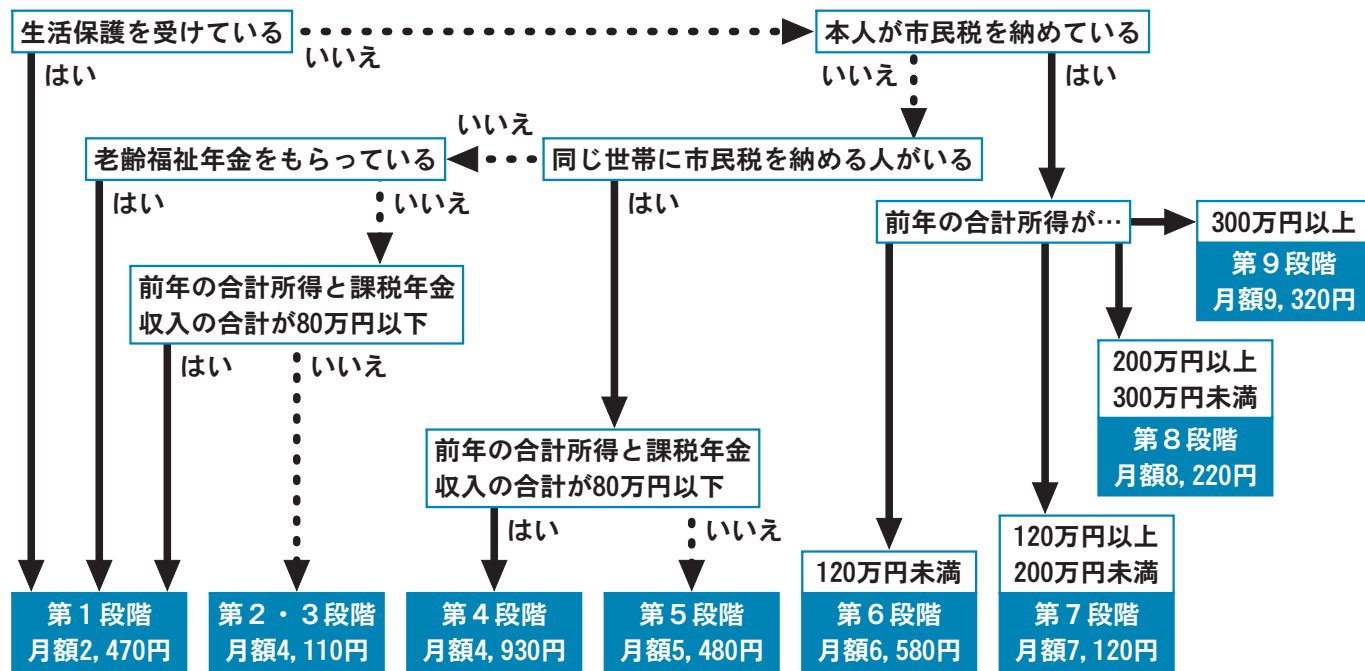 生活保護を受けている
いいえ
本人が市民税を納めている
はい
いいえ
はい
いいえ
老齢福祉年金をもらっている
同じ世帯に市民税を納める人がいる
はい
いいえ
はい
前年の合計所得が…
300万円以上
第９段階
月額9,320円
前年の合計所得と課税年金
収入の合計が80万円以下
はい
いいえ
200万円以上
300万円未満
第８段階
月額8,220円
前年の合計所得と課税年金
収入の合計が80万円以下
はい
いいえ
120万円未満
120万円以上
200万円未満
第１段階
月額2,470円
第２・３段階
月額4,110円
第４段階
月額4,930円
第５段階
月額5,480円
第６段階
月額6,580円
第７段階
月額7,120円